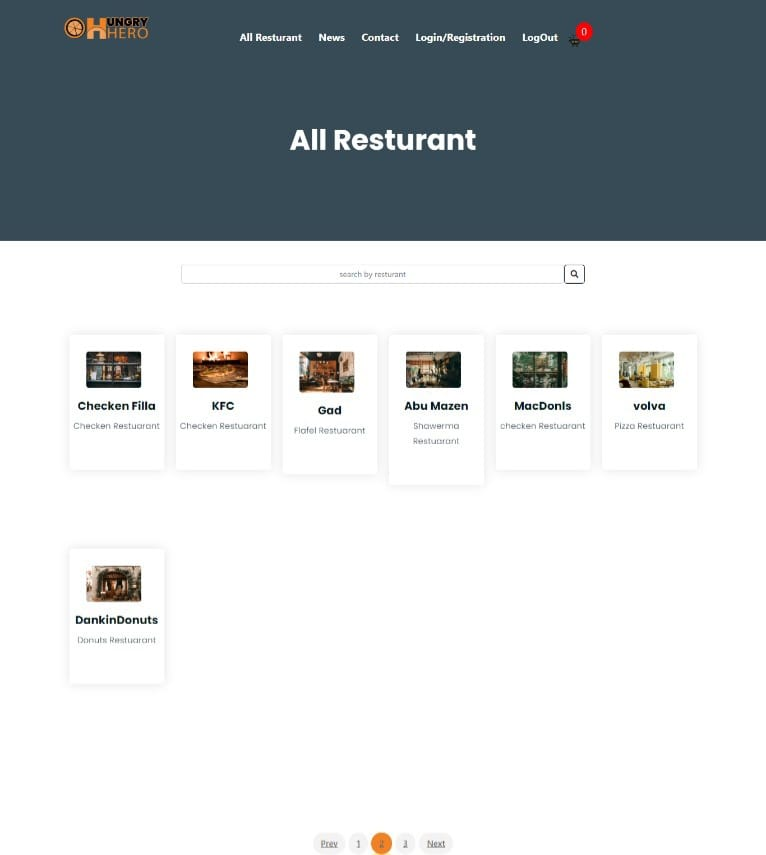 HUNGRY
HERO
All Resturant News Contact Login/Registration LogOut 0
All Resturant
search by resturant
Checken Filla
Checken Restuarant
KFC
Checken Restuarant
Gad
Flafel Restuarant
Abu Mazen
Shawerma
Restuarant
MacDonls
checken Restuarant
volva
Pizza Restuarant
DankinDonuts
Donuts Restuarant
Prev 1 2 3 Next